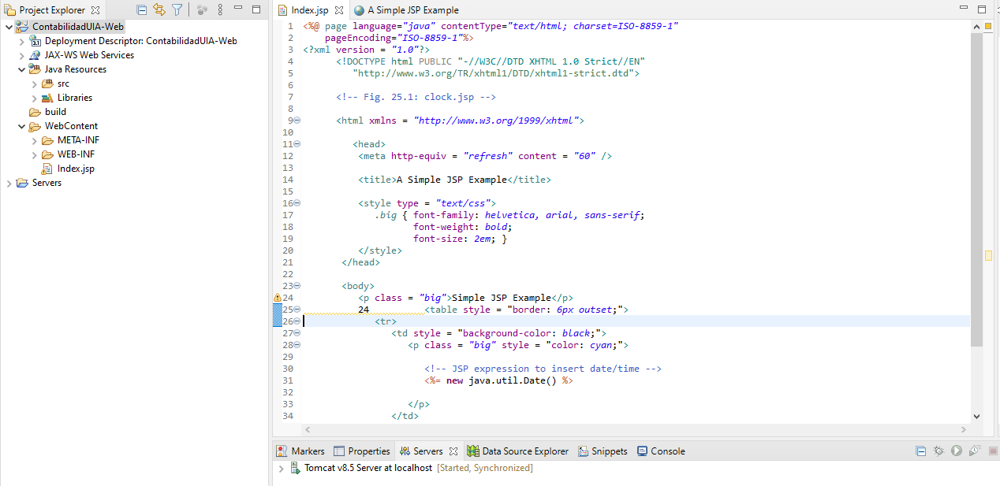 Project Explorer
ContabilidadUIA-Web
Deployment Descriptor: ContabilidadUIA-Web
JAX-WS Web Services
Java Resources
src
Libraries
build
WebContent
META-INF
WEB-INF
Index.jsp
Servers
Index.jsp A Simple JSP Example
1 <%@ page language="java" contentType="text/html; charset=ISO-8859-1"
2 pageEncoding="ISO-8859-1"%>
3 <?xml version = "1.0"?>
4 <!DOCTYPE html PUBLIC "-//W3C//DTD XHTML 1.0 Strict//EN"
5 "http://www.w3.org/TR/xhtml1/DTD/xhtml1-strict.dtd">
6
7 <!-- Fig. 25.1: clock.jsp -->
8
9 <html xmlns = "http://www.w3.org/1999/xhtml">
10
11 <head>
12 <meta http-equiv = "refresh" content = "60" />
13
14 <title>A Simple JSP Example</title>
15
16 <style type = "text/css">
17 .big { font-family: helvetica, arial, sans-serif;
18 font-weight: bold;
19 font-size: 2em; }
20 </style>
21 </head>
22
23 <body>
24 <p class = "big">Simple JSP Example</p>
25 24 <table style = "border: 6px outset;">
26 <tr>
27 <td style = "background-color: black;">
28 <p class = "big" style = "color: cyan;">
29
30 <!-- JSP expression to insert date/time -->
31 <%= new java.util.Date() %>
32
33 </p>
34 </td>
Markers Properties Servers Data Source Explorer Snippets Console
Tomcat v8.5 Server at localhost [Started, Synchronized]